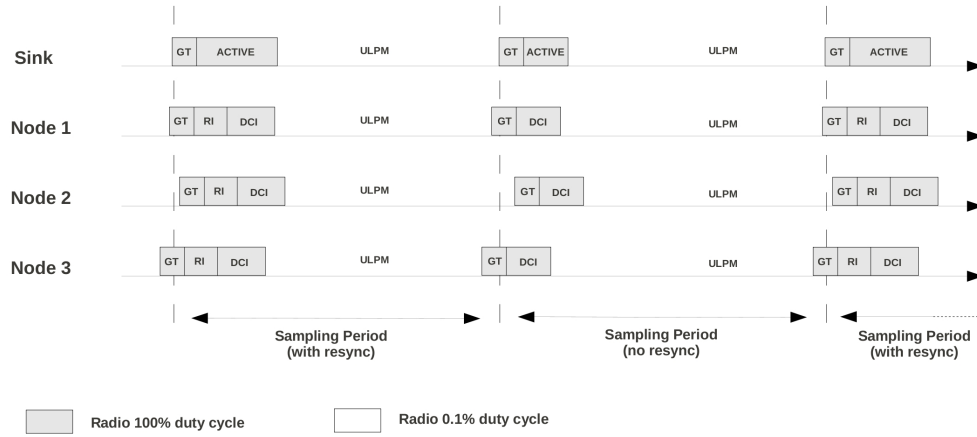 Sink
GT ACTIVE ULPM GT ACTIVE ULPM GT ACTIVE
Node 1
GT RI DCI ULPM GT DCI ULPM GT RI DCI
Node 2
GT RI DCI ULPM GT DCI ULPM GT RI DCI
Node 3
GT RI DCI ULPM GT DCI ULPM GT RI DCI
Sampling Period
(with resync)
Sampling Period
(no resync)
Sampling Period
(with resync)
Radio 100% duty cycle
Radio 0.1% duty cycle